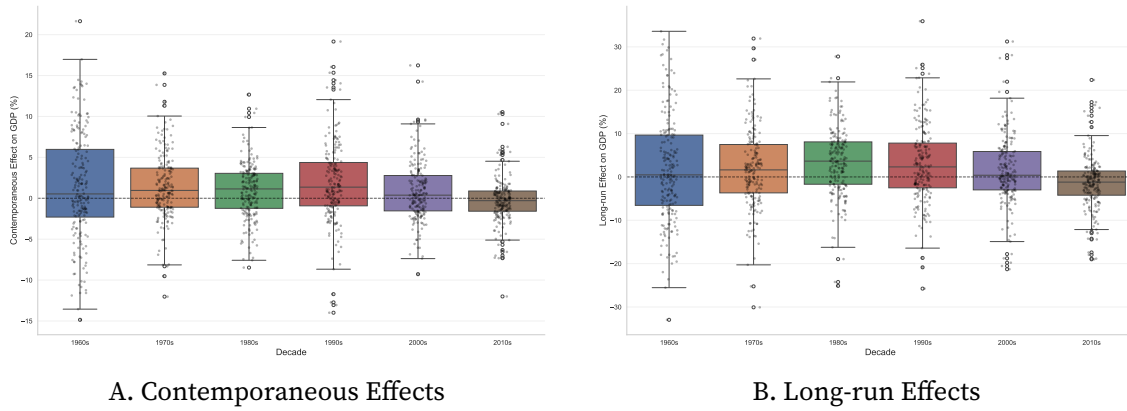 Contemporaneous Effect on GDP (%)
20
15
10
5
0
−5
−10
−15
1960s 1970s 1980s 1990s 2000s 2010s
Decade
A. Contemporaneous Effects
Long-run Effect on GDP (%)
30
20
10
0
−10
−20
−30
1960s 1970s 1980s 1990s 2000s 2010s
Decade
B. Long-run Effects